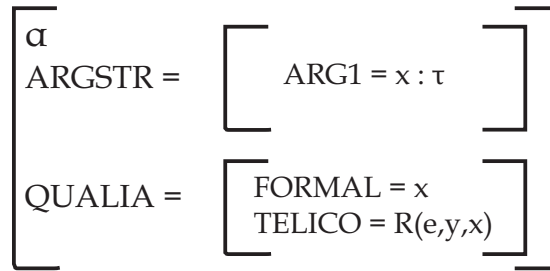 α
ARGSTR = ARG1 = x : τ
QUALIA = FORMAL = x
TELICO = R(e,y,x)